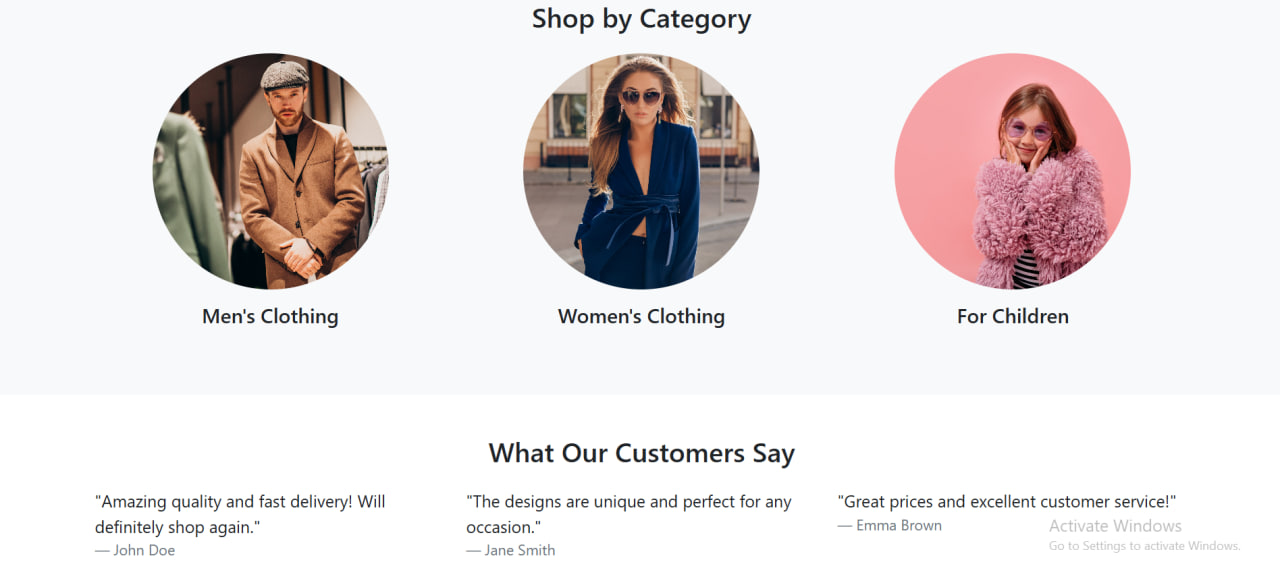 Shop by Category
Men's Clothing
Women's Clothing
For Children
What Our Customers Say
"Amazing quality and fast delivery! Will
definitely shop again."
— John Doe
"The designs are unique and perfect for any
occasion."
— Jane Smith
"Great prices and excellent customer service!"
— Emma Brown
Activate Windows
Go to Settings to activate Windows.